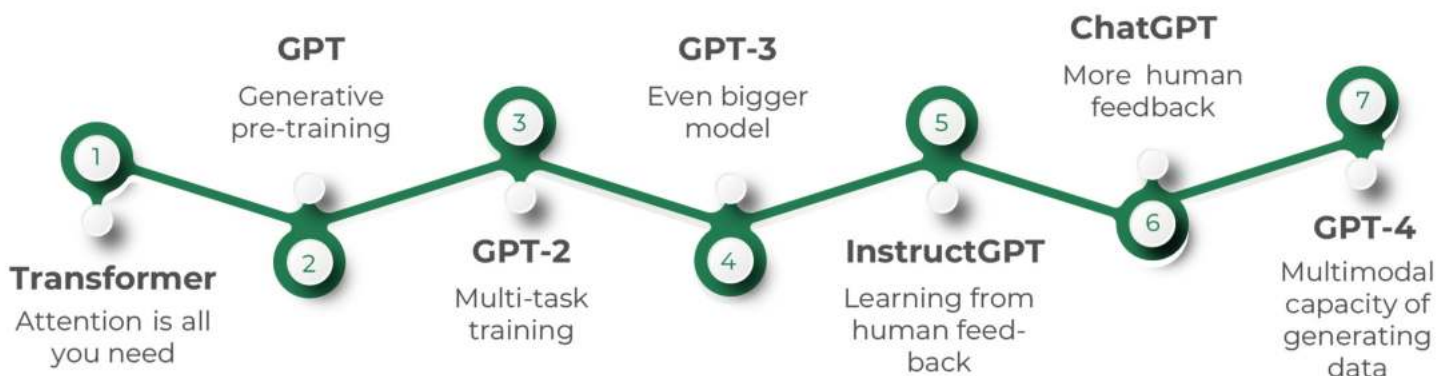 1
Transformer
Attention is all
you need
GPT
Generative
pre-training
2
3
GPT-2
Multi-task
training
GPT-3
Even bigger
model
4
5
InstructGPT
Learning from
human feed-
back
ChatGPT
More human
feedback
6
7
GPT-4
Multimodal
capacity of
generating
data